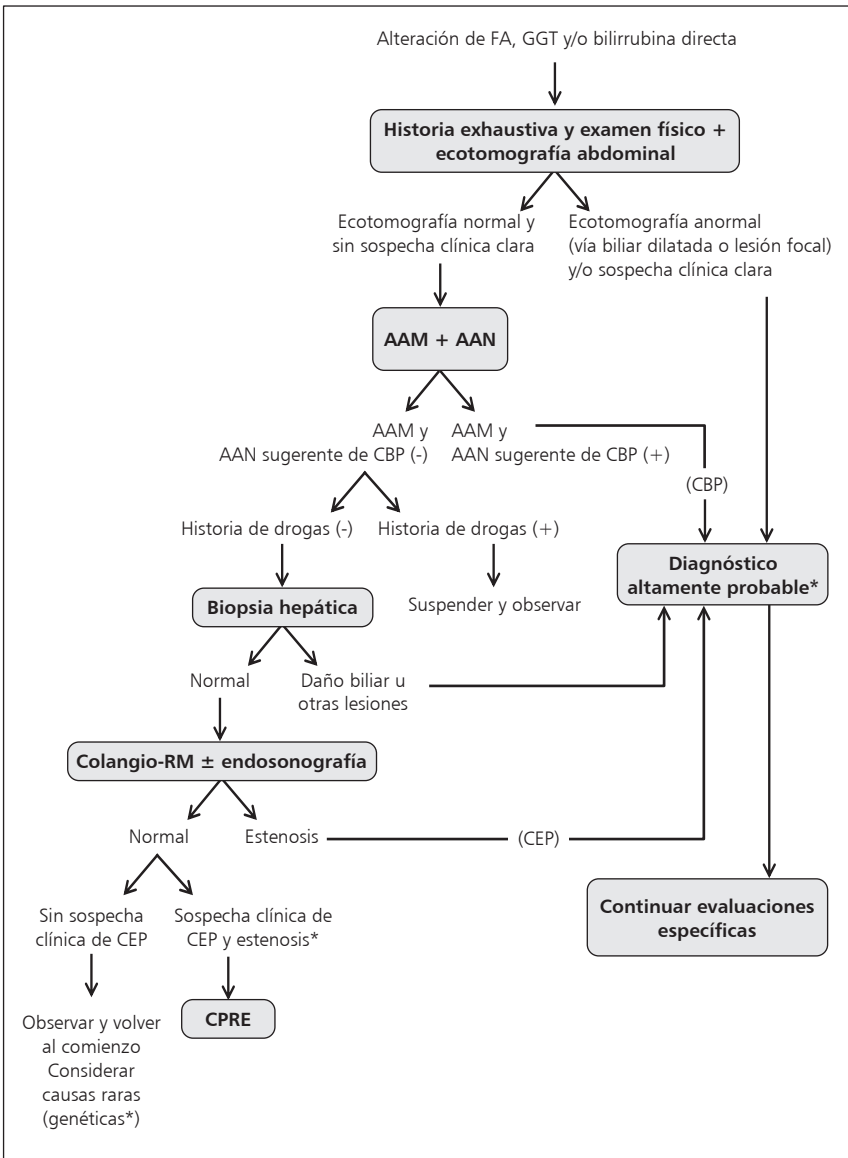 Alteración de FA, GGT y/o bilirrubina directa
Historia exhaustiva y examen físico +
ecotomografía abdominal
Ecotomografía normal y
sin sospecha clínica clara
Ecotomografía anormal
(vía biliar dilatada o lesión focal)
y/o sospecha clínica clara
AAM + AAN
AAM y
AAN sugerente de CBP (-)
AAM y
AAN sugerente de CBP (+)
(CBP)
Historia de drogas (-)
Historia de drogas (+)
Diagnóstico
altamente probable*
Biopsia hepática
Suspender y observar
Normal
Daño biliar u
otras lesiones
Colangio-RM ± endosonografía
Normal
Estenosis
(CEP)
Sin sospecha
clínica de CEP
Sospecha clínica de
CEP y estenosis*
Continuar evaluaciones
específicas
Observar y volver
al comienzo
Considerar
causas raras
(genéticas*)
CPRE